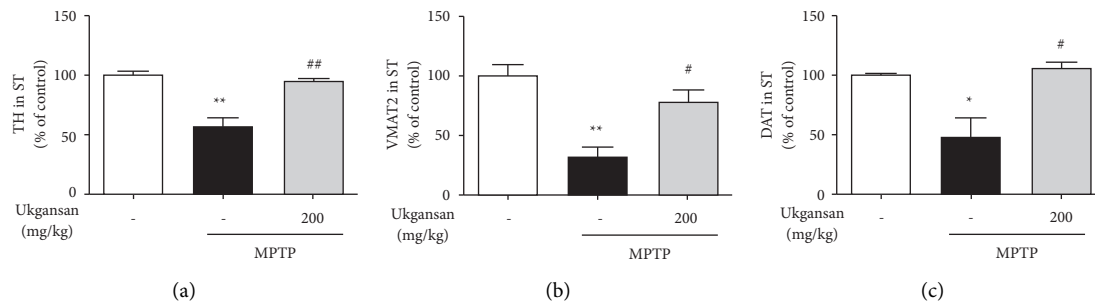 150
100
50
0
TH in ST
(% of control)
**
##
Ukgansan
(mg/kg)
-
-
200
MPTP
(a)
150
100
50
0
VMAT2 in ST
(% of control)
**
#
Ukgansan
(mg/kg)
-
-
200
MPTP
(b)
150
100
50
0
DAT in ST
(% of control)
*
#
Ukgansan
(mg/kg)
-
-
200
MPTP
(c)